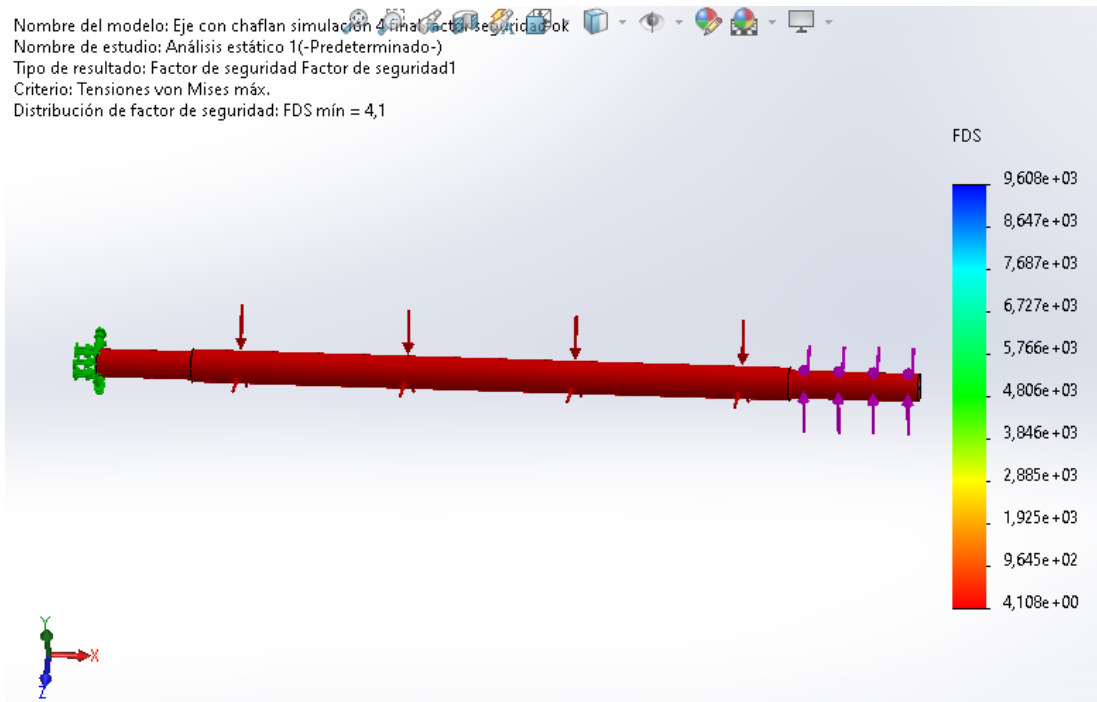 Nombre del modelo: Eje con chaflan simulación 4 final factor seguridad ok
Nombre de estudio: Análisis estático 1(-Predeterminado-)
Tipo de resultado: Factor de seguridad Factor de seguridad1
Criterio: Tensiones von Mises máx.
Distribución de factor de seguridad: FDS mín = 4,1
FDS
9,608e+03
8,647e+03
7,687e+03
6,727e+03
5,766e+03
4,806e+03
3,846e+03
2,885e+03
1,925e+03
9,645e+02
4,108e+00
Y
X
Z